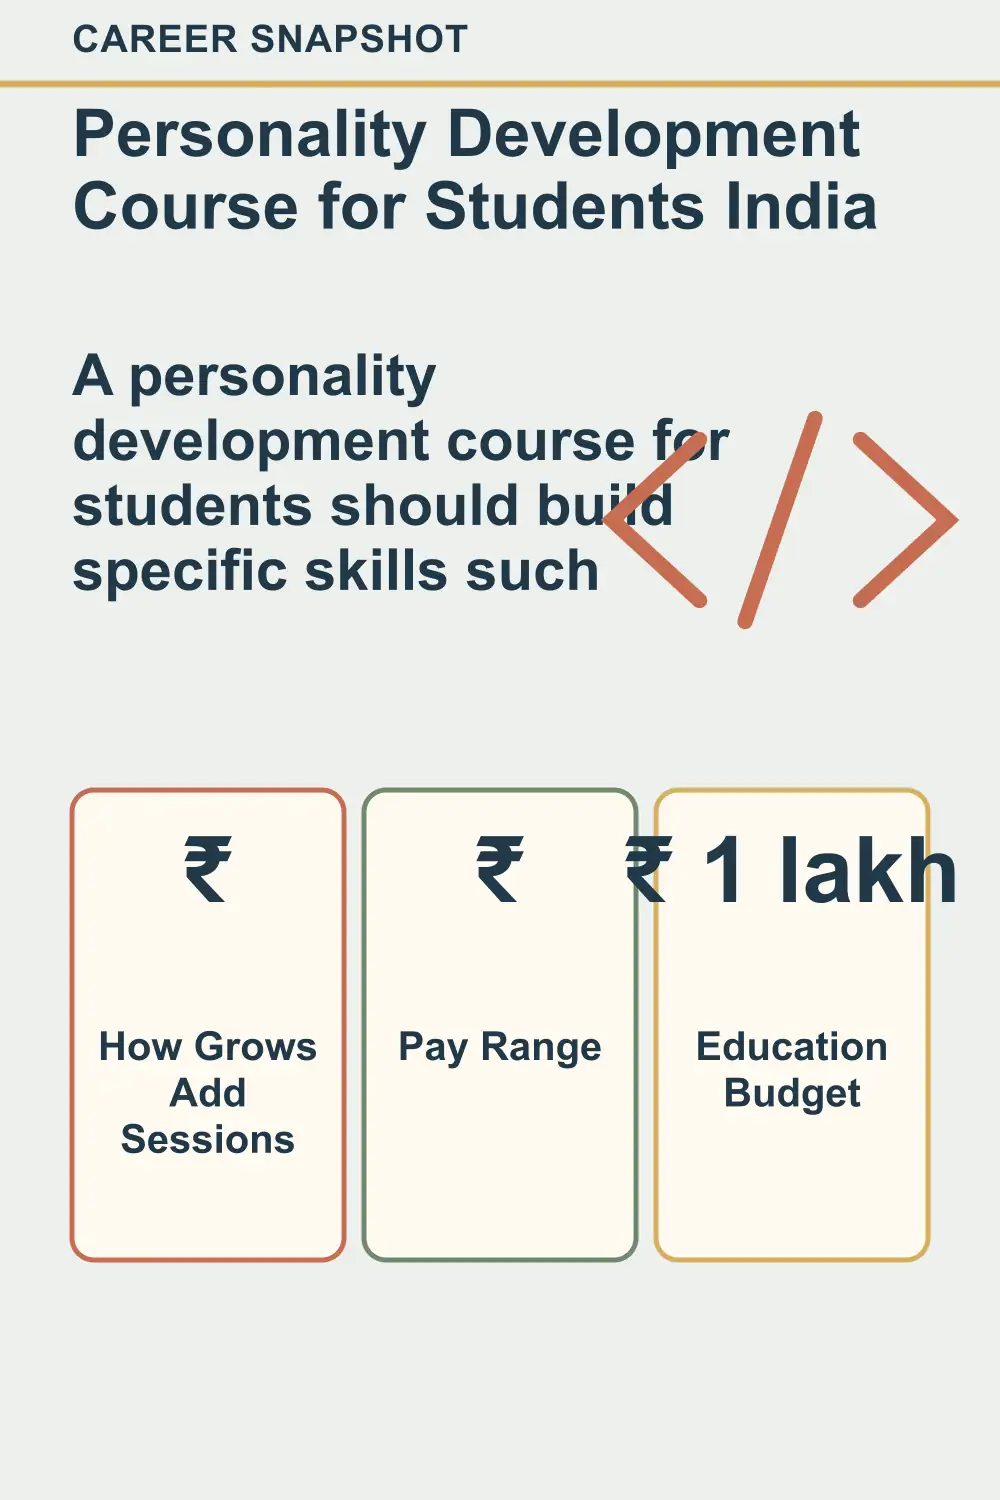 CAREER SNAPSHOT
Personality Development
Course for Students India
A personality
development course for
students should build
specific skills such
₹
How Grows
Add
Sessions
₹
Pay Range
₹ 1 lakh
Education
Budget